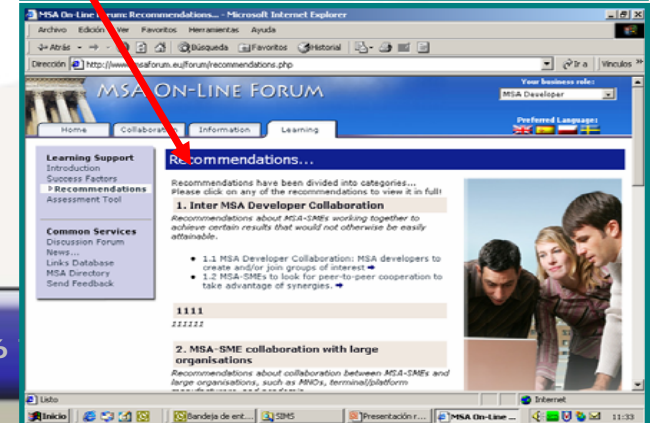 MSA On-Line Forum: Recommendations... - Microsoft Internet Explorer
Archivo Edición Ver Favoritos Herramientas Ayuda
Atrás Búsqueda Favoritos Historial
Dirección http://www.msaforum.eu/forum/recommendations.php Ir a Vínculos »
MSA ON-LINE FORUM
Your business role:
MSA Developer
Preferred Language:
Home Collaboration Information Learning
Learning Support
Introduction
Success Factors
Recommendations
Assessment Tool
Common Services
Discussion Forum
News...
Links Database
MSA Directory
Send Feedback
Recommendations...
Recommendations have been divided into categories...
Please click on any of the recommendations to view it in full!
1. Inter MSA Developer Collaboration
Recommendations about MSA-SMEs working together to
achieve certain results that would not otherwise be easily
attainable.
• 1.1 MSA Developer Collaboration: MSA developers to
create and/or join groups of interest
• 1.2 MSA-SMEs to look for peer-to-peer cooperation to
take advantage of synergies.
1111
111111
2. MSA-SME collaboration with large
organisations
Recommendations about collaboration between MSA-SMEs and
large organisations, such as MNOs, terminal/platform
Listo Internet
Inicio Bandeja de ent... SIMS Presentación r... MSA On-Line ... 11:33